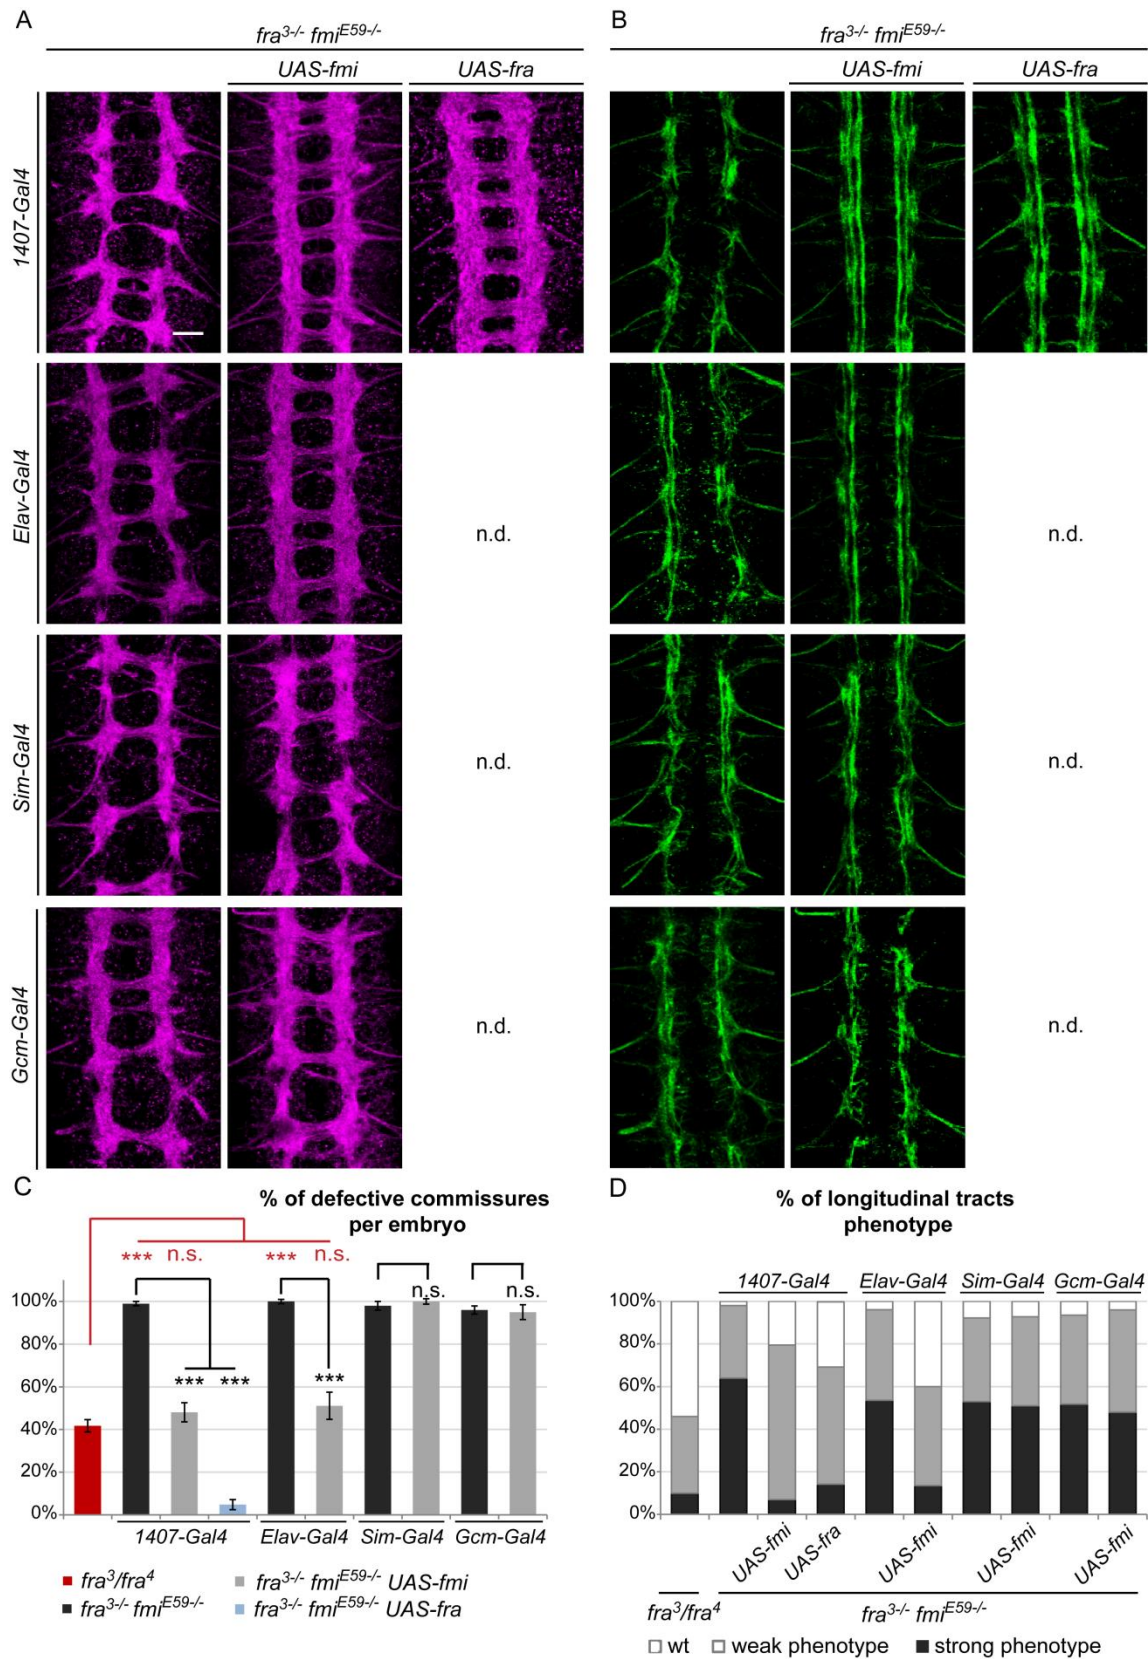 A
fra3-/- fmiE59-/-
UAS-fmi UAS-fra
B
fra3-/- fmiE59-/-
UAS-fmi UAS-fra
1407-Gal4
Elav-Gal4
n.d.
n.d.
Sim-Gal4
n.d.
n.d.
Gcm-Gal4
n.d.
n.d.
C
% of defective commissures
per embryo
*** n.s. *** n.s.
n.s. n.s.
*** *** ***
100%
80%
60%
40%
20%
0%
1407-Gal4 Elav-Gal4 Sim-Gal4 Gcm-Gal4
fra3/fra4
fra3-/- fmiE59-/-
fra3-/- fmiE59-/- UAS-fmi
fra3-/- fmiE59-/- UAS-fra
D
% of longitudinal tracts
phenotype
1407-Gal4 Elav-Gal4 Sim-Gal4 Gcm-Gal4
100%
80%
60%
40%
20%
0%
UAS-fmi UAS-fra UAS-fmi UAS-fmi UAS-fmi
fra3/fra4 fra3-/- fmiE59-/-
wt weak phenotype strong phenotype